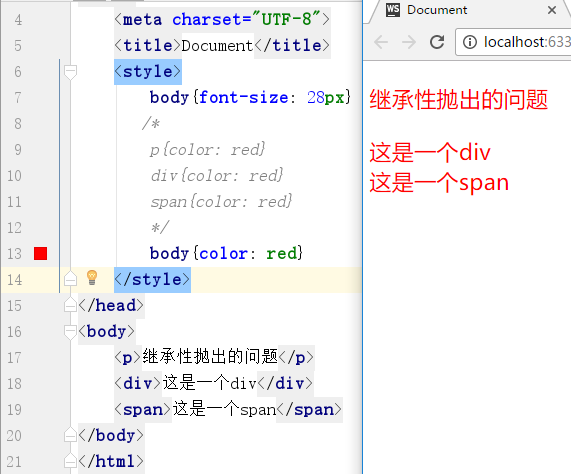 4 <meta charset="UTF-8">
5 <title>Document</title>
6 <style>
7 body{font-size: 28px}
8 /*
9 p{color: red}
10 div{color: red}
11 span{color: red}
12 */
13 body{color: red}
14 </style>
15 </head>
16 <body>
17 <p>继承性抛出的问题</p>
18 <div>这是一个div</div>
19 <span>这是一个span</span>
20 </body>
21 </html>
WS Document
localhost:633
继承性抛出的问题
这是一个div
这是一个span